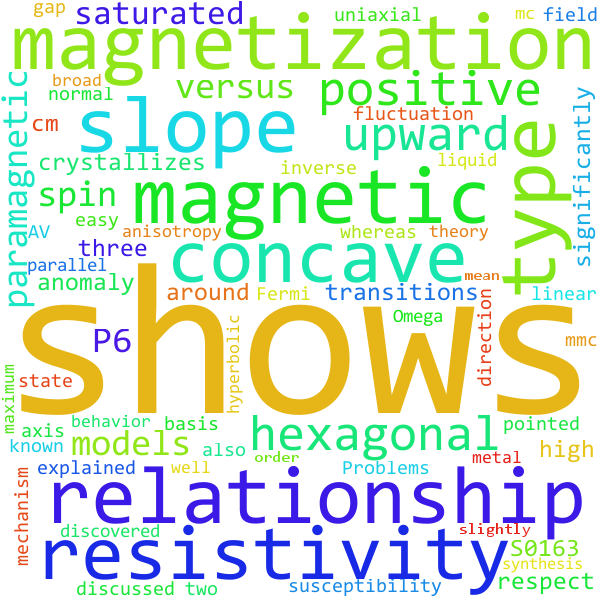 gap saturated uniaxial mc field
magnetization
broad
normal versus positive
fluctuation
cm slope upward
paramagnetic
crystallizes inverse liquid
significantly
type
spin magnetic
easy
AV anisotropy whereas theory
three
parallel concave
anomaly mean
around Fermi transitions linear
shows
P6 Omega
hyperbolic
direction
mmc
state
maximum
axis behavior basis hexagonal pointed
known models also order metal high
explained well Problems
mechanism
relationship
discovered slightly
resistivity S0163
synthesis
discussed two susceptibility respect